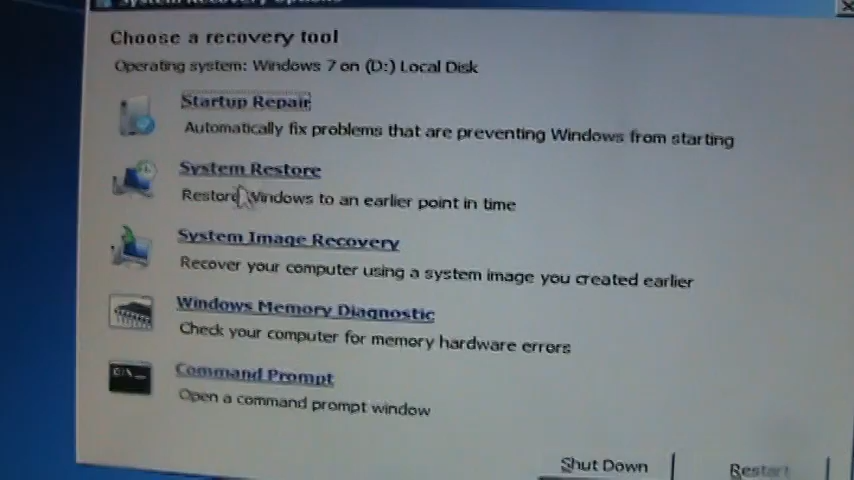 System Recovery Options
Choose a recovery tool
Operating system: Windows 7 on (D:) Local Disk
Startup Repair
Automatically fix problems that are preventing Windows from starting
System Restore
Restore Windows to an earlier point in time
System Image Recovery
Recover your computer using a system image you created earlier
Windows Memory Diagnostic
Check your computer for memory hardware errors
C:\_
Command Prompt
Open a command prompt window
Shut Down
Restart